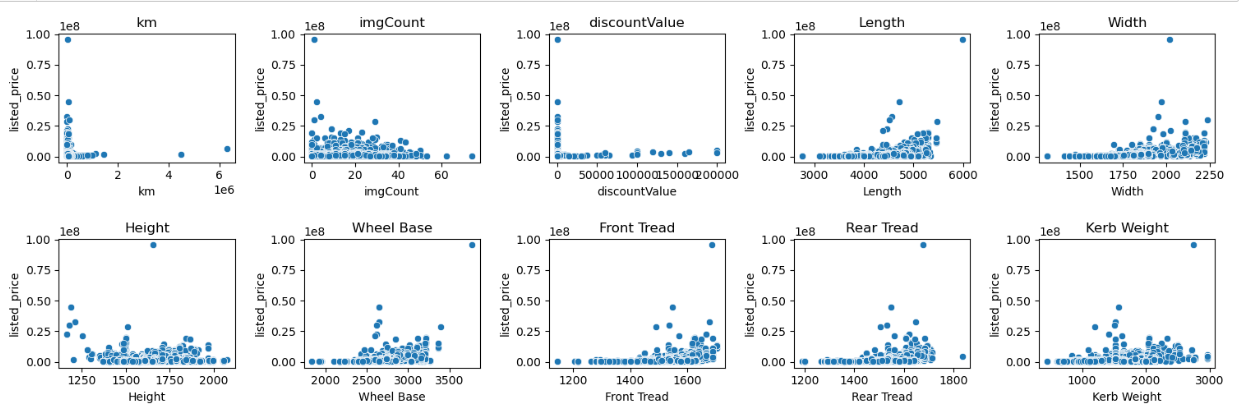 km
imgCount
discountValue
Length
Width
1e8
1e8
1e8
1e8
1e8
1.00
0.75
0.50
0.25
0.00
listed_price
1.00
0.75
0.50
0.25
0.00
listed_price
1.00
0.75
0.50
0.25
0.00
listed_price
1.00
0.75
0.50
0.25
0.00
listed_price
1.00
0.75
0.50
0.25
0.00
listed_price
0 2 4 6
0 20 40 60
0 50000 100000 150000 200000
3000 4000 5000 6000
1500 1750 2000 2250
1e6
km
imgCount
discountValue
Length
Width
Height
Wheel Base
Front Tread
Rear Tread
Kerb Weight
1e8
1e8
1e8
1e8
1e8
1.00
0.75
0.50
0.25
0.00
listed_price
1.00
0.75
0.50
0.25
0.00
listed_price
1.00
0.75
0.50
0.25
0.00
listed_price
1.00
0.75
0.50
0.25
0.00
listed_price
1.00
0.75
0.50
0.25
0.00
listed_price
1250 1500 1750 2000
2000 2500 3000 3500
1200 1400 1600
1200 1400 1600 1800
1000 2000 3000
Height
Wheel Base
Front Tread
Rear Tread
Kerb Weight